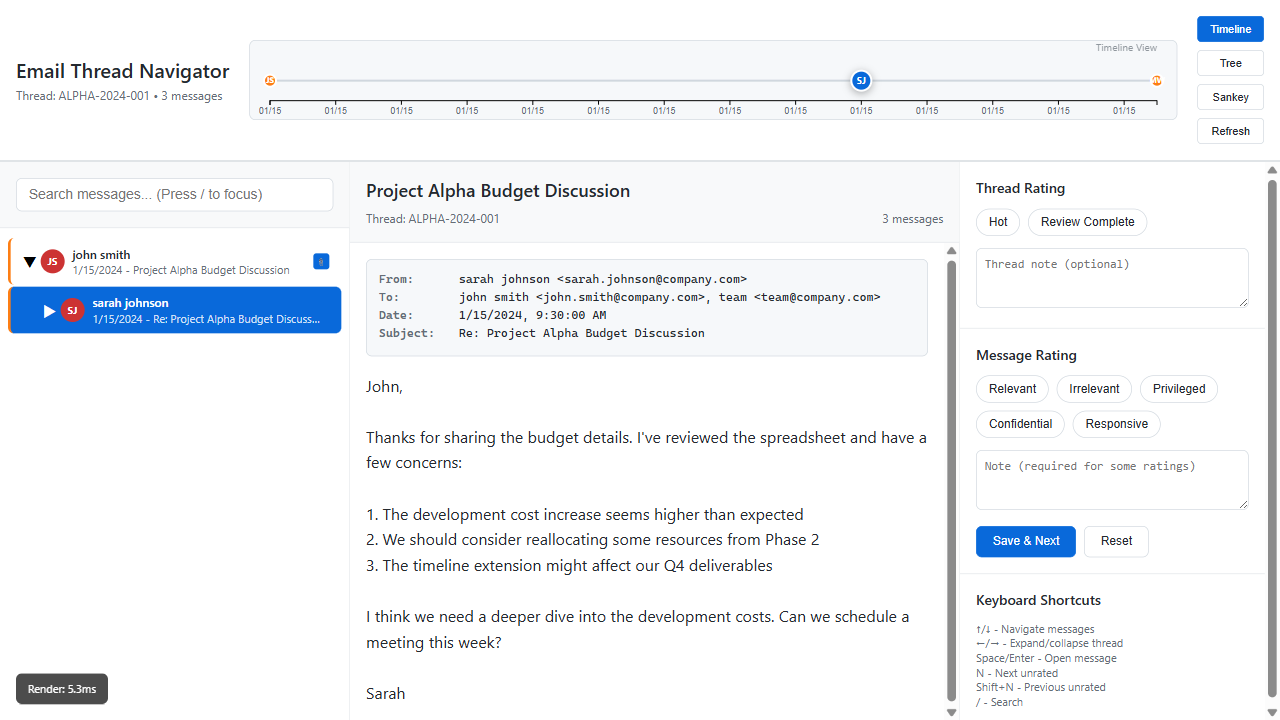 Email Thread Navigator
Thread: ALPHA-2024-001 • 3 messages
Timeline View
JS
SJ
01/15 01/15 01/15 01/15 01/15 01/15 01/15 01/15 01/15 01/15 01/15 01/15 01/15 01/15
Timeline
Tree
Sankey
Refresh
Search messages... (Press / to focus)
▼ JS john smith
1/15/2024 - Project Alpha Budget Discussion
▶ SJ sarah johnson
1/15/2024 - Re: Project Alpha Budget Discuss...
Render: 5.3ms
Project Alpha Budget Discussion
Thread: ALPHA-2024-001 3 messages
From: sarah johnson <sarah.johnson@company.com>
To: john smith <john.smith@company.com>, team <team@company.com>
Date: 1/15/2024, 9:30:00 AM
Subject: Re: Project Alpha Budget Discussion
John,
Thanks for sharing the budget details. I've reviewed the spreadsheet and have a
few concerns:
1. The development cost increase seems higher than expected
2. We should consider reallocating some resources from Phase 2
3. The timeline extension might affect our Q4 deliverables
I think we need a deeper dive into the development costs. Can we schedule a
meeting this week?
Sarah
Thread Rating
Hot Review Complete
Thread note (optional)
Message Rating
Relevant Irrelevant Privileged
Confidential Responsive
Note (required for some ratings)
Save & Next Reset
Keyboard Shortcuts
↑/↓ - Navigate messages
←/→ - Expand/collapse thread
Space/Enter - Open message
N - Next unrated
Shift+N - Previous unrated
/ - Search